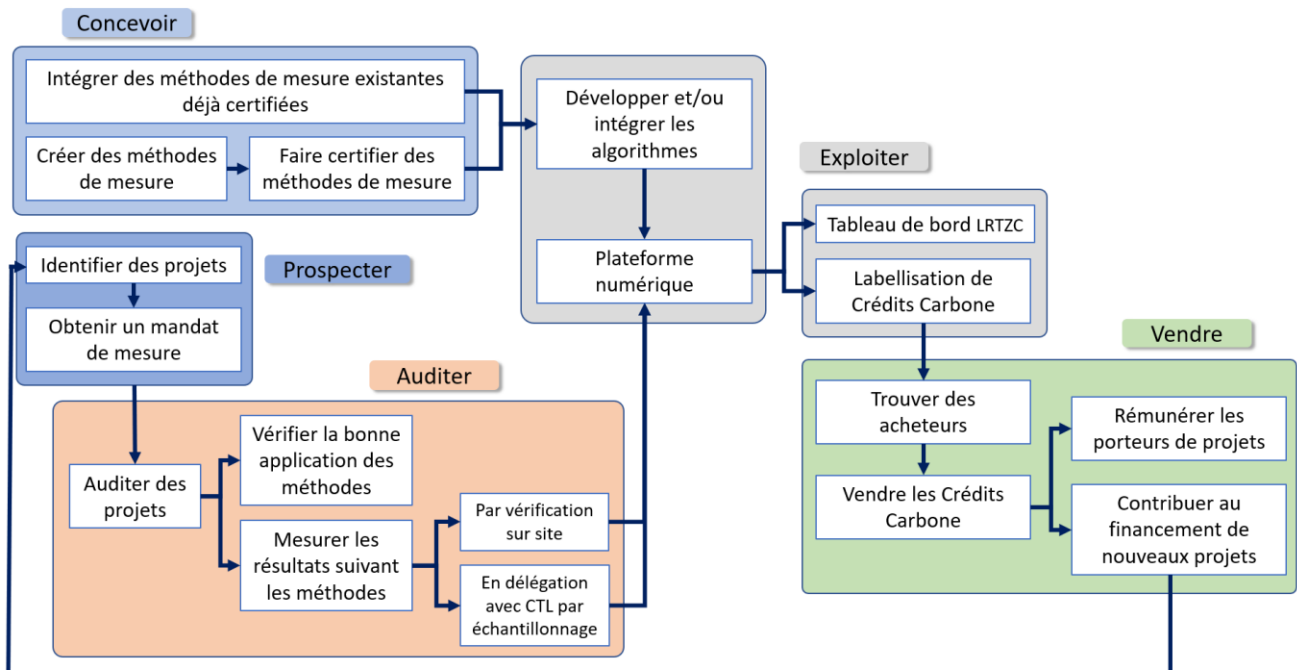 Concevoir
Intégrer des méthodes de mesure existantes
déjà certifiées
Créer des méthodes
de mesure
Faire certifier des
méthodes de mesure
Développer et/ou
intégrer les
algorithmes
Plateforme
numérique
Exploiter
Tableau de bord LRTZC
Labellisation de
Crédits Carbone
Prospecter
Identifier des projets
Obtenir un mandat
de mesure
Auditer
Auditer des
projets
Vérifier la bonne
application des
méthodes
Mesurer les
résultats suivant
les méthodes
Par vérification
sur site
En délégation
avec CTL par
échantillonnage
Vendre
Trouver des
acheteurs
Vendre les Crédits
Carbone
Rémunérer les
porteurs de projets
Contribuer au
financement de
nouveaux projets